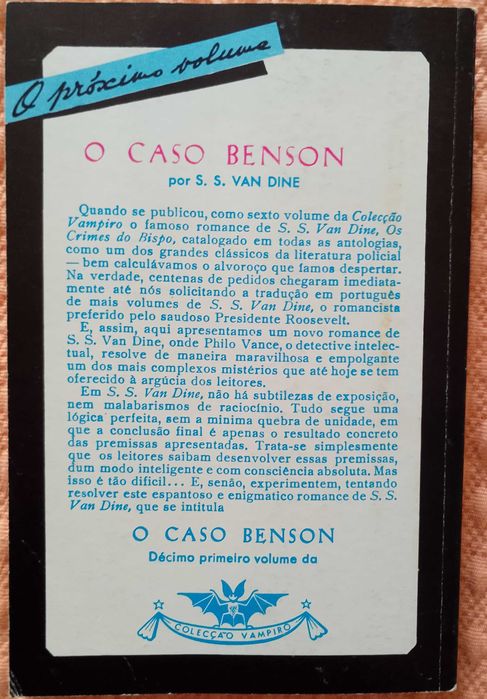 O próximo volume
O CASO BENSON
por S. S. VAN DINE
Quando se publicou, como sexto volume da Colecção
Vampiro o famoso romance de S. S. Van Dine, Os
Crimes do Bispo, catalogado em todas as antologias,
como um dos grandes clássicos da literatura policial
— bem calculávamos o alvoroço que íamos despertar.
Na verdade, centenas de pedidos chegaram imediata-
mente até nós solicitando a tradução em português
de mais volumes de S. S. Van Dine, o romancista
preferido pelo saudoso Presidente Roosevelt.
E, assim, aqui apresentamos um novo romance de
S. S. Van Dine, onde Philo Vance, o detective intelec-
tual, resolve de maneira maravilhosa e empolgante
um dos mais complexos mistérios que até hoje se tem
oferecido à argúcia dos leitores.
Em S. S. Van Dine, não há subtilezas de exposição,
nem malabarismos de raciocínio. Tudo segue uma
lógica perfeita, sem a mínima quebra de unidade, em
que a conclusão final é apenas o resultado concreto
das premissas apresentadas. Trata-se simplesmente
que os leitores saibam desenvolver essas premissas,
dum modo inteligente e com consciência absoluta. Mas
isso é tão difícil... E, senão, experimentem, tentando
resolver este espantoso e enigmatico romance de S. S.
Van Dine, que se intitula
O CASO BENSON
Décimo primeiro volume da
COLECÇÃO VAMPIRO